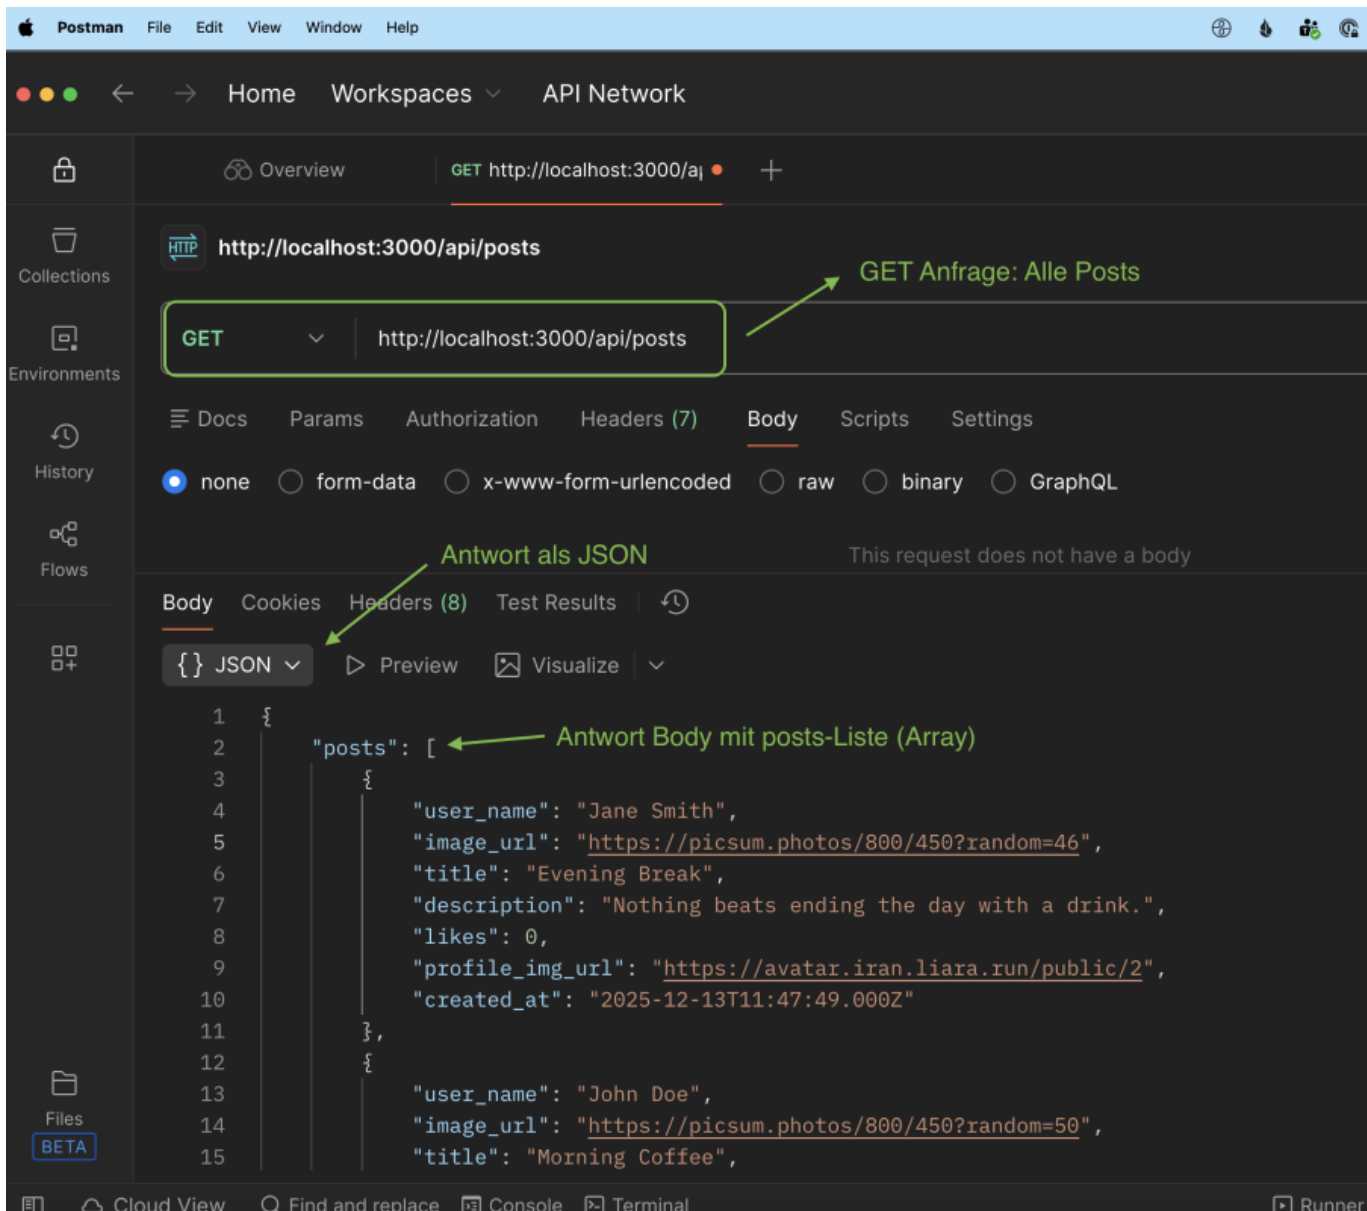 Postman File Edit View Window Help
Home Workspaces API Network
Overview GET http://localhost:3000/a
HTTP http://localhost:3000/api/posts
Collections
GET Anfrage: Alle Posts
GET http://localhost:3000/api/posts
Environments
Docs Params Authorization Headers (7) Body Scripts Settings
History
none form-data x-www-form-urlencoded raw binary GraphQL
Flows
Antwort als JSON
This request does not have a body
Body Cookies Headers (8) Test Results
{} JSON Preview Visualize
1 {
2 "posts": [
Antwort Body mit posts-Liste (Array)
3 {
4 "user_name": "Jane Smith",
5 "image_url": "https://picsum.photos/800/450?random=46",
6 "title": "Evening Break",
7 "description": "Nothing beats ending the day with a drink.",
8 "likes": 0,
9 "profile_img_url": "https://avatar.iran.liara.run/public/2",
10 "created_at": "2025-12-13T11:47:49.000Z"
11 },
12 {
13 "user_name": "John Doe",
14 "image_url": "https://picsum.photos/800/450?random=50",
15 "title": "Morning Coffee",
Files
BETA
Cloud View Find and replace Console Terminal Runner